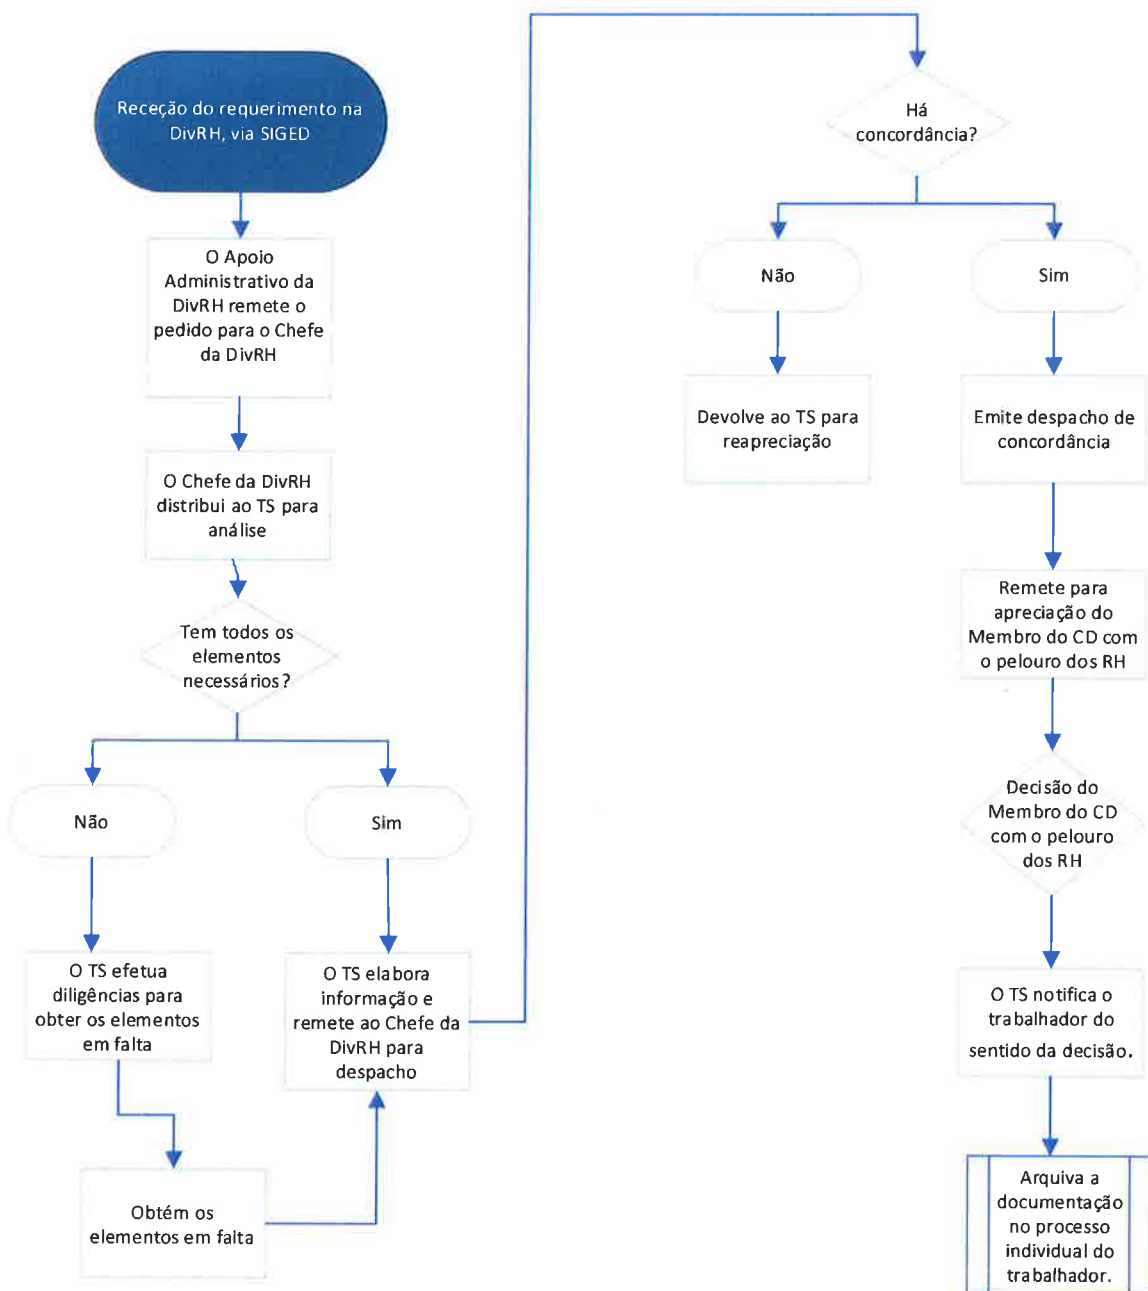 Receção do requerimento na
DivRH, via SIGED
O Apoio
Administrativo da
DivRH remete o
pedido para o Chefe
da DivRH
O Chefe da DivRH
distribui ao TS para
análise
Tem todos os
elementos
necessários?
Não
Sim
O TS efetua
diligências para
obter os elementos
em falta
O TS elabora
informação e
remete ao Chefe da
DivRH para
despacho
Obtém os
elementos em falta
Há
concordância?
Não
Sim
Devolve ao TS para
reapreciação
Emite despacho de
concordância
Remete para
apreciação do
Membro do CD com
o pelouro dos RH
Decisão do
Membro do CD
com o pelouro
dos RH
O TS notifica o
trabalhador do
sentido da decisão.
Arquiva a
documentação
no processo
individual do
trabalhador.